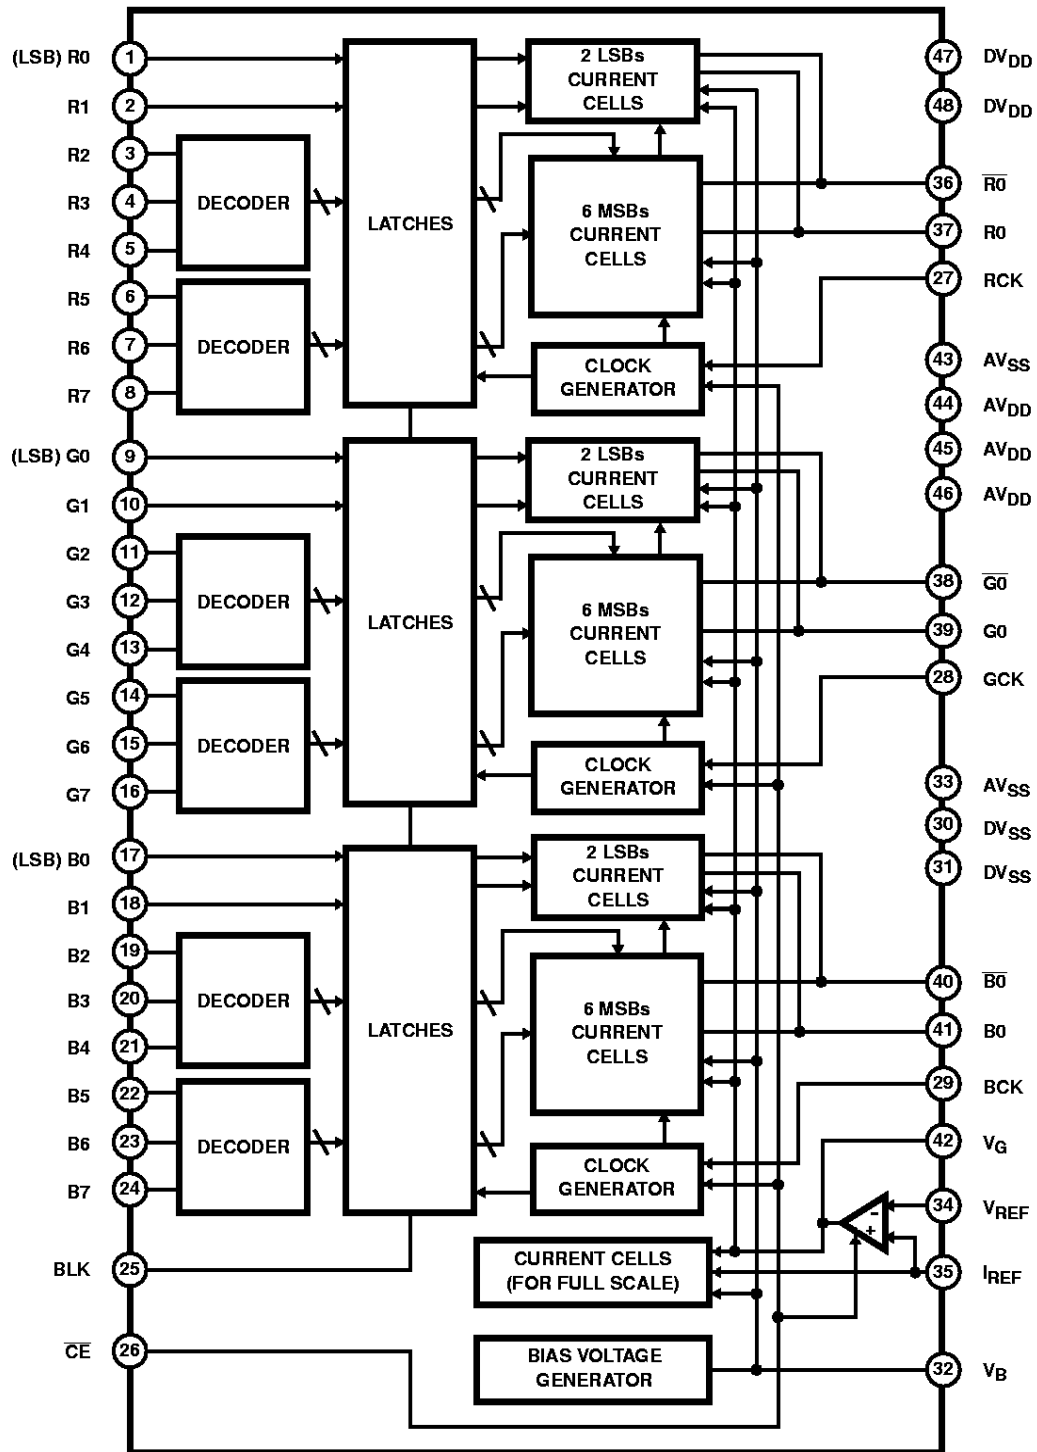 (LSB) R0 1
R1 2
R2 3
R3 4
R4 5
R5 6
R6 7
R7 8
(LSB) G0 9
G1 10
G2 11
G3 12
G4 13
G5 14
G6 15
G7 16
(LSB) B0 17
B1 18
B2 19
B3 20
B4 21
B5 22
B6 23
B7 24
BLK 25
C̅E̅ 26
DECODER
DECODER
LATCHES
2 LSBs
CURRENT
CELLS
6 MSBs
CURRENT
CELLS
CLOCK
GENERATOR
DECODER
DECODER
LATCHES
2 LSBs
CURRENT
CELLS
6 MSBs
CURRENT
CELLS
CLOCK
GENERATOR
DECODER
DECODER
LATCHES
2 LSBs
CURRENT
CELLS
6 MSBs
CURRENT
CELLS
CLOCK
GENERATOR
CURRENT CELLS
(FOR FULL SCALE)
BIAS VOLTAGE
GENERATOR
-
+
47 DVDD
48 DVDD
36 R̅0̅
37 R0
27 RCK
43 AVSS
44 AVDD
45 AVDD
46 AVDD
38 G̅0̅
39 G0
28 GCK
33 AVSS
30 DVSS
31 DVSS
40 B̅0̅
41 B0
29 BCK
42 VG
34 VREF
35 IREF
32 VB